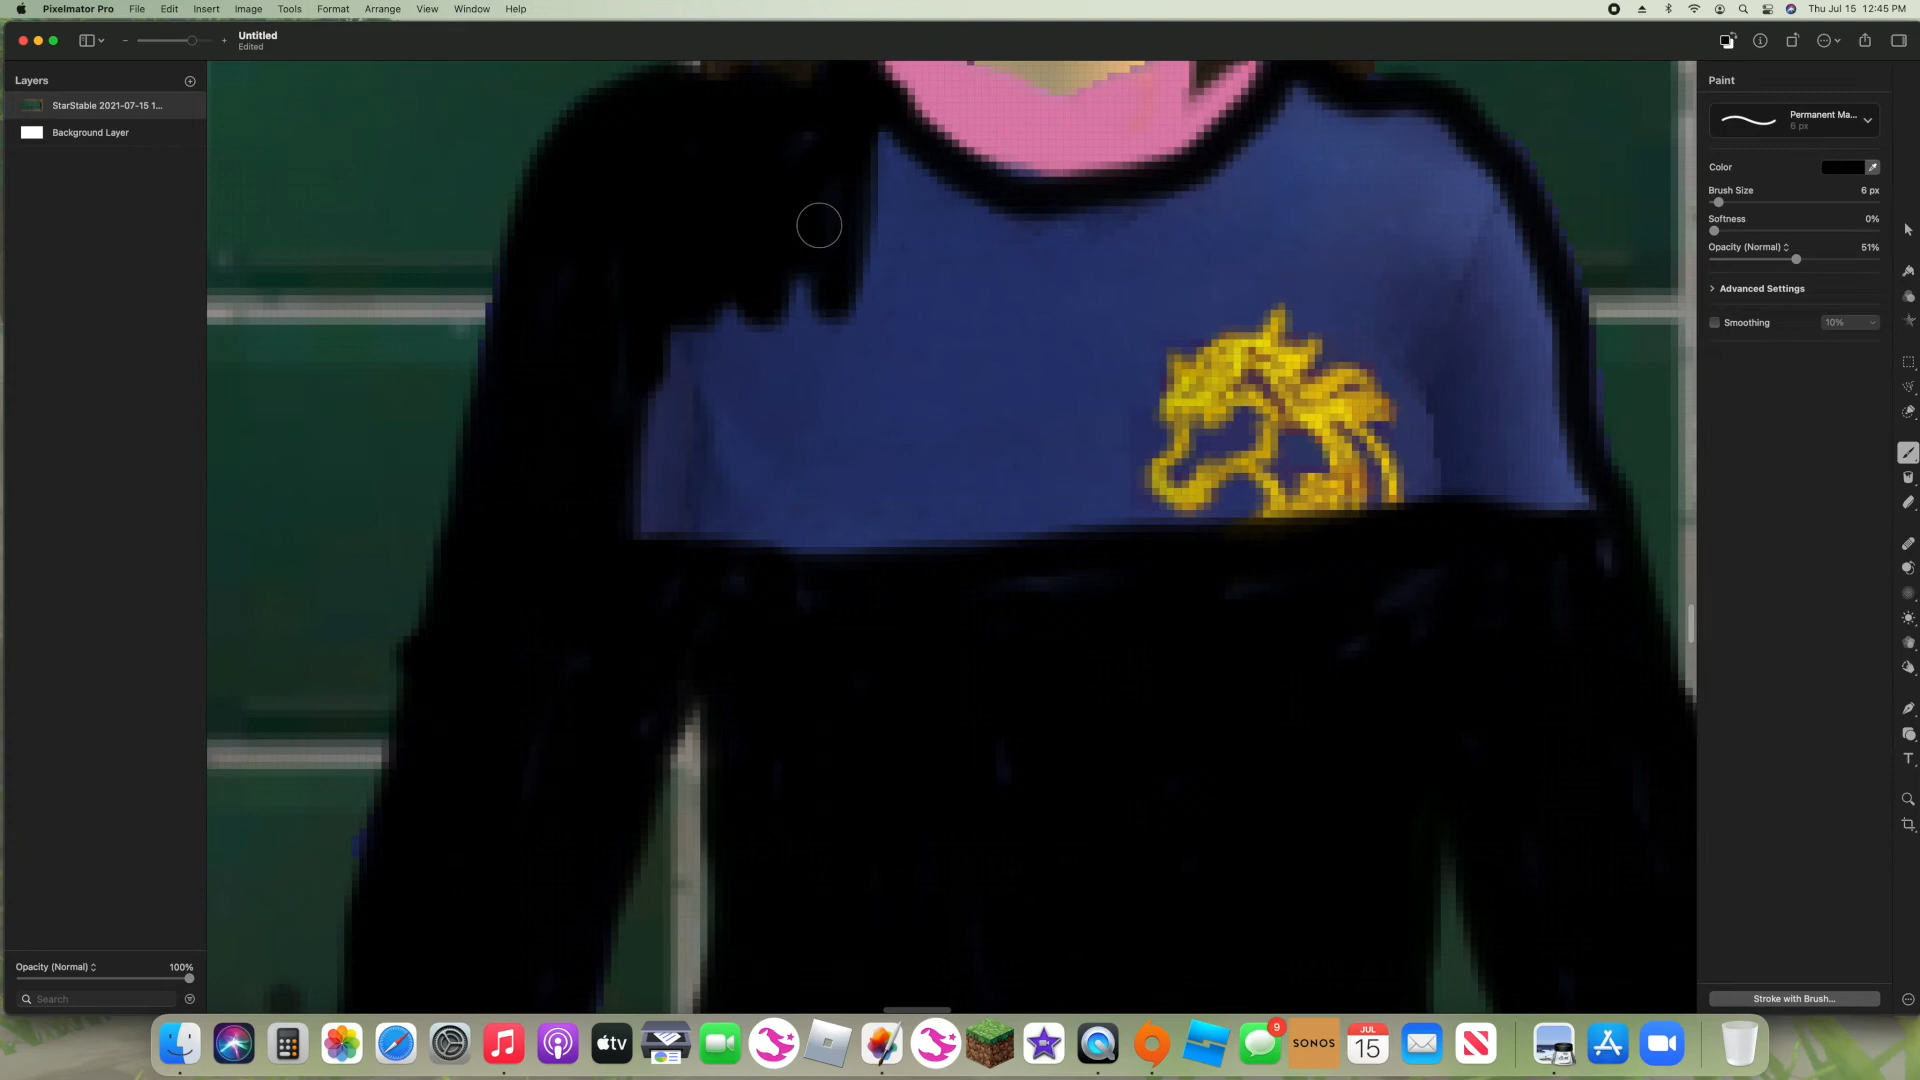 Pixelmator Pro File Edit Insert Image Tools Format Arrange View Window Help Thu Jul 15 12:45 PM
Untitled
Edited
Layers
StarStable 2021-07-15 1...
Background Layer
Opacity (Normal) 100%
Search
Paint
Permanent Ma...
6 px
Color
Brush Size 6 px
Softness 0%
Opacity (Normal) 51%
Advanced Settings
Smoothing 10%
Stroke with Brush...
tv
9
SONOS
JUL
15